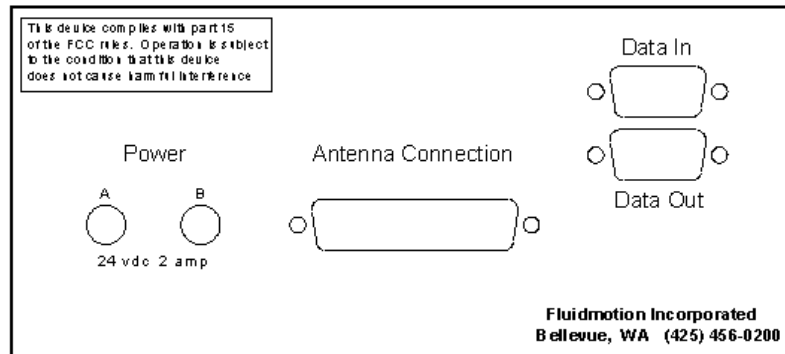 This device complies with part 15
of the FCC rules. Operation is subject
to the condition that this device
does not cause harmful interference
Data In
Power
Antenna Connection
A
B
Data Out
24 vdc 2 amp
Fluidmotion Incorporated
Bellevue, WA (425) 456-0200